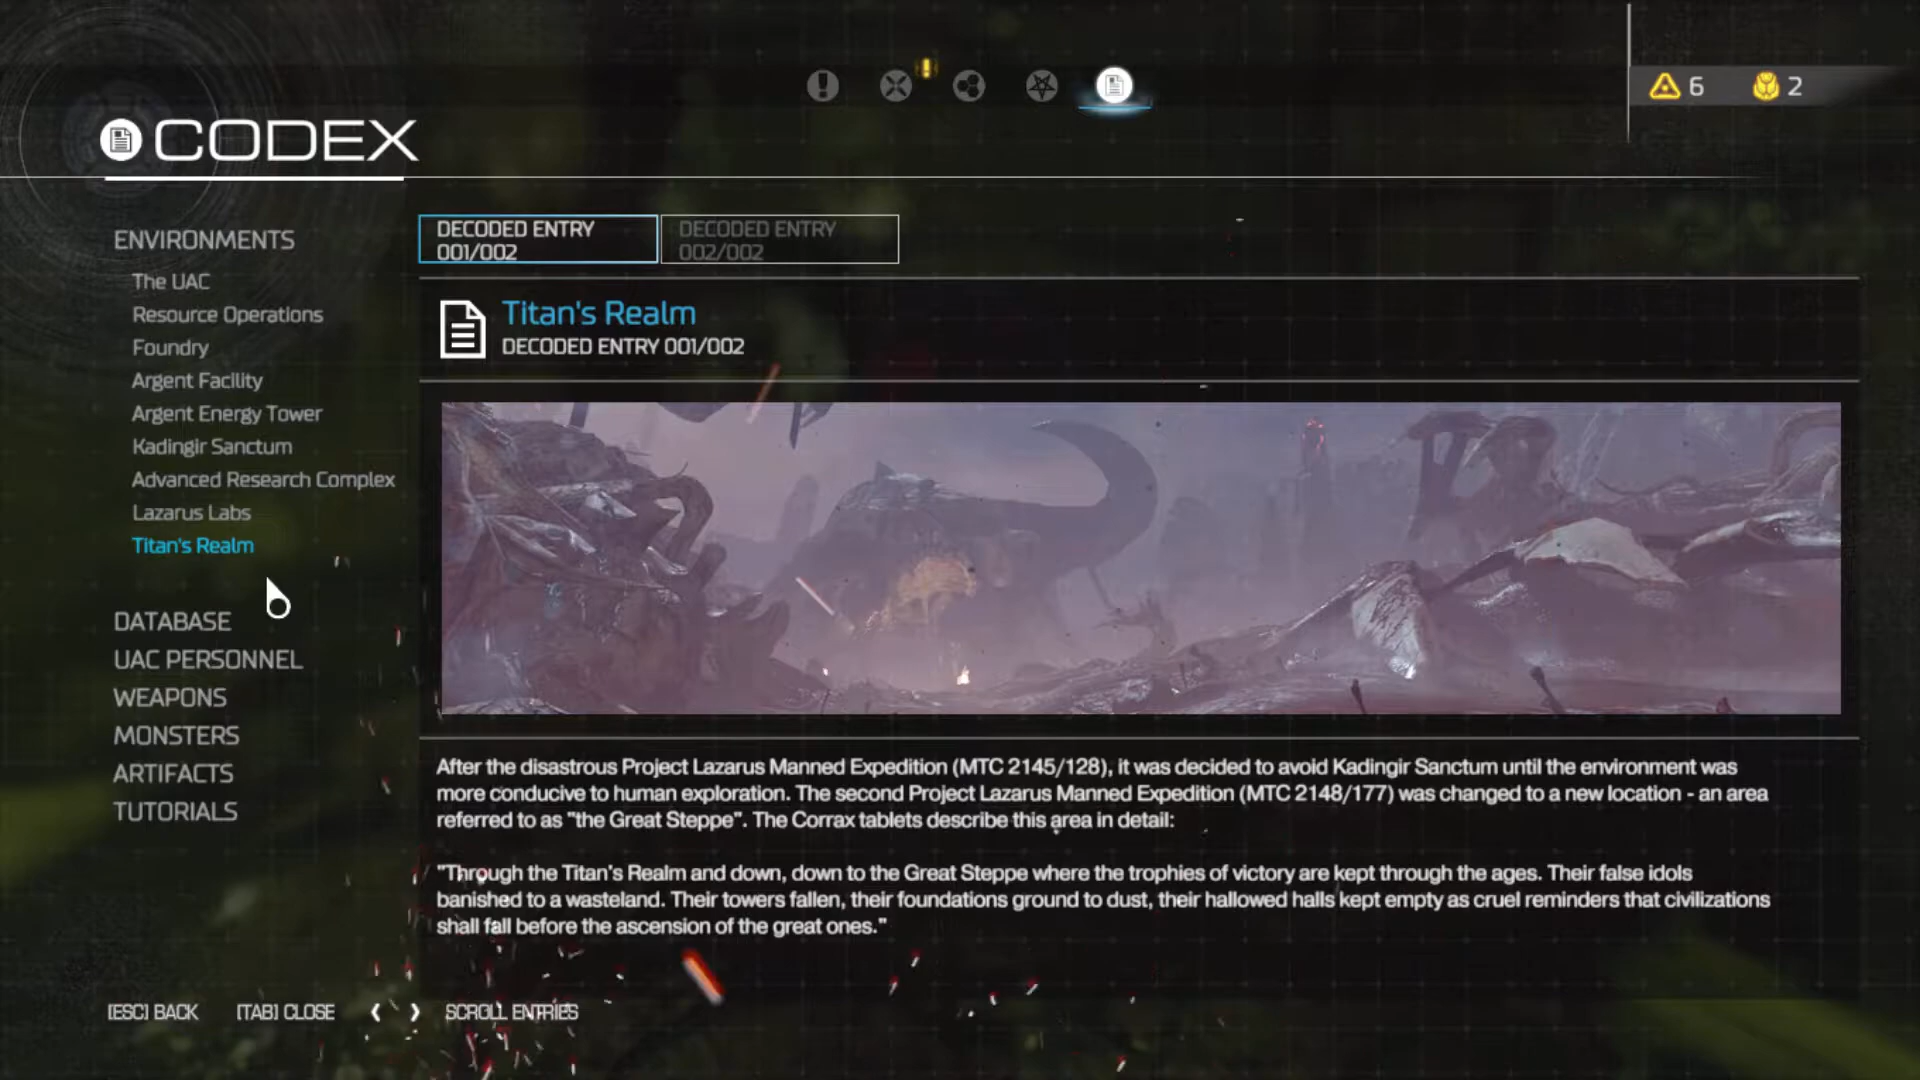 6
2
CODEX
ENVIRONMENTS
The UAC
Resource Operations
Foundry
Argent Facility
Argent Energy Tower
Kadingir Sanctum
Advanced Research Complex
Lazarus Labs
Titan's Realm
DATABASE
UAC PERSONNEL
WEAPONS
MONSTERS
ARTIFACTS
TUTORIALS
DECODED ENTRY
001/002
DECODED ENTRY
002/002
Titan's Realm
DECODED ENTRY 001/002
After the disastrous Project Lazarus Manned Expedition (MTC 2145/128), it was decided to avoid Kadingir Sanctum until the environment was
more conducive to human exploration. The second Project Lazarus Manned Expedition (MTC 2148/177) was changed to a new location - an area
referred to as "the Great Steppe". The Corrax tablets describe this area in detail:
"Through the Titan's Realm and down, down to the Great Steppe where the trophies of victory are kept through the ages. Their false idols
banished to a wasteland. Their towers fallen, their foundations ground to dust, their hallowed halls kept empty as cruel reminders that civilizations
shall fall before the ascension of the great ones."
[ESC] BACK [TAB] CLOSE SCROLL ENTRIES